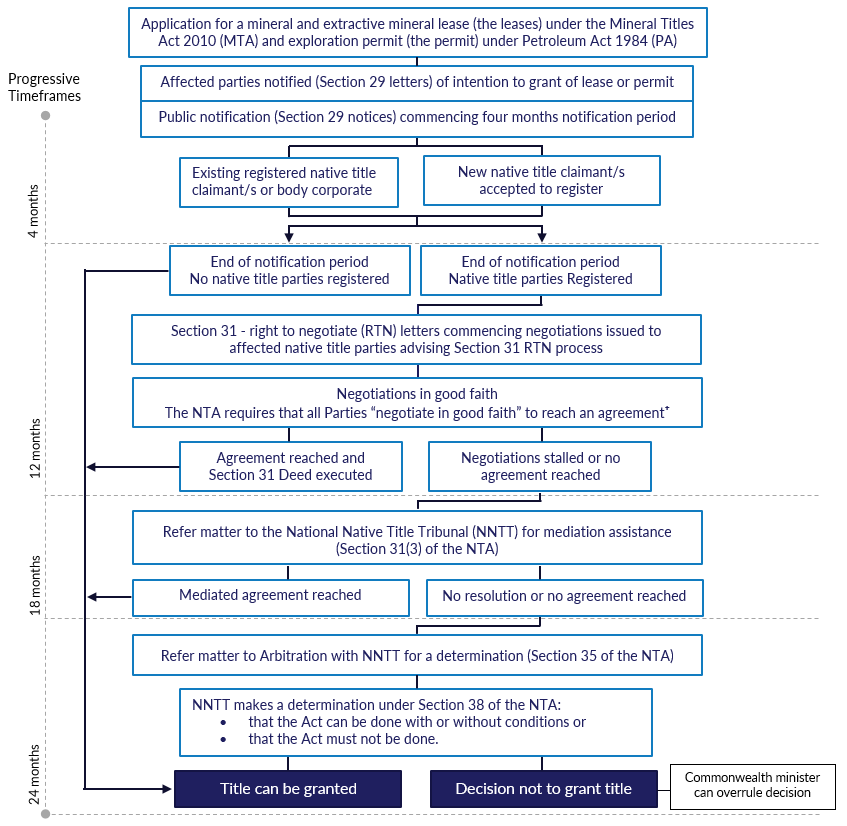 Application for a mineral and extractive mineral lease (the leases) under the Mineral Titles
Act 2010 (MTA) and exploration permit (the permit) under Petroleum Act 1984 (PA)
Progressive
Timeframes
Affected parties notified (Section 29 letters) of intention to grant of lease or permit
Public notification (Section 29 notices) commencing four months notification period
Existing registered native title
claimant/s or body corporate
New native title claimant/s
accepted to register
4 months
End of notification period
No native title parties registered
End of notification period
Native title parties Registered
Section 31 - right to negotiate (RTN) letters commencing negotiations issued to
affected native title parties advising Section 31 RTN process
Negotiations in good faith
The NTA requires that all Parties “negotiate in good faith” to reach an agreement*
12 months
Agreement reached and
Section 31 Deed executed
Negotiations stalled or no
agreement reached
Refer matter to the National Native Title Tribunal (NNTT) for mediation assistance
(Section 31(3) of the NTA)
18 months
Mediated agreement reached
No resolution or no agreement reached
Refer matter to Arbitration with NNTT for a determination (Section 35 of the NTA)
NNTT makes a determination under Section 38 of the NTA:
• that the Act can be done with or without conditions or
• that the Act must not be done.
24 months
Title can be granted
Decision not to grant title
Commonwealth minister
can overrule decision